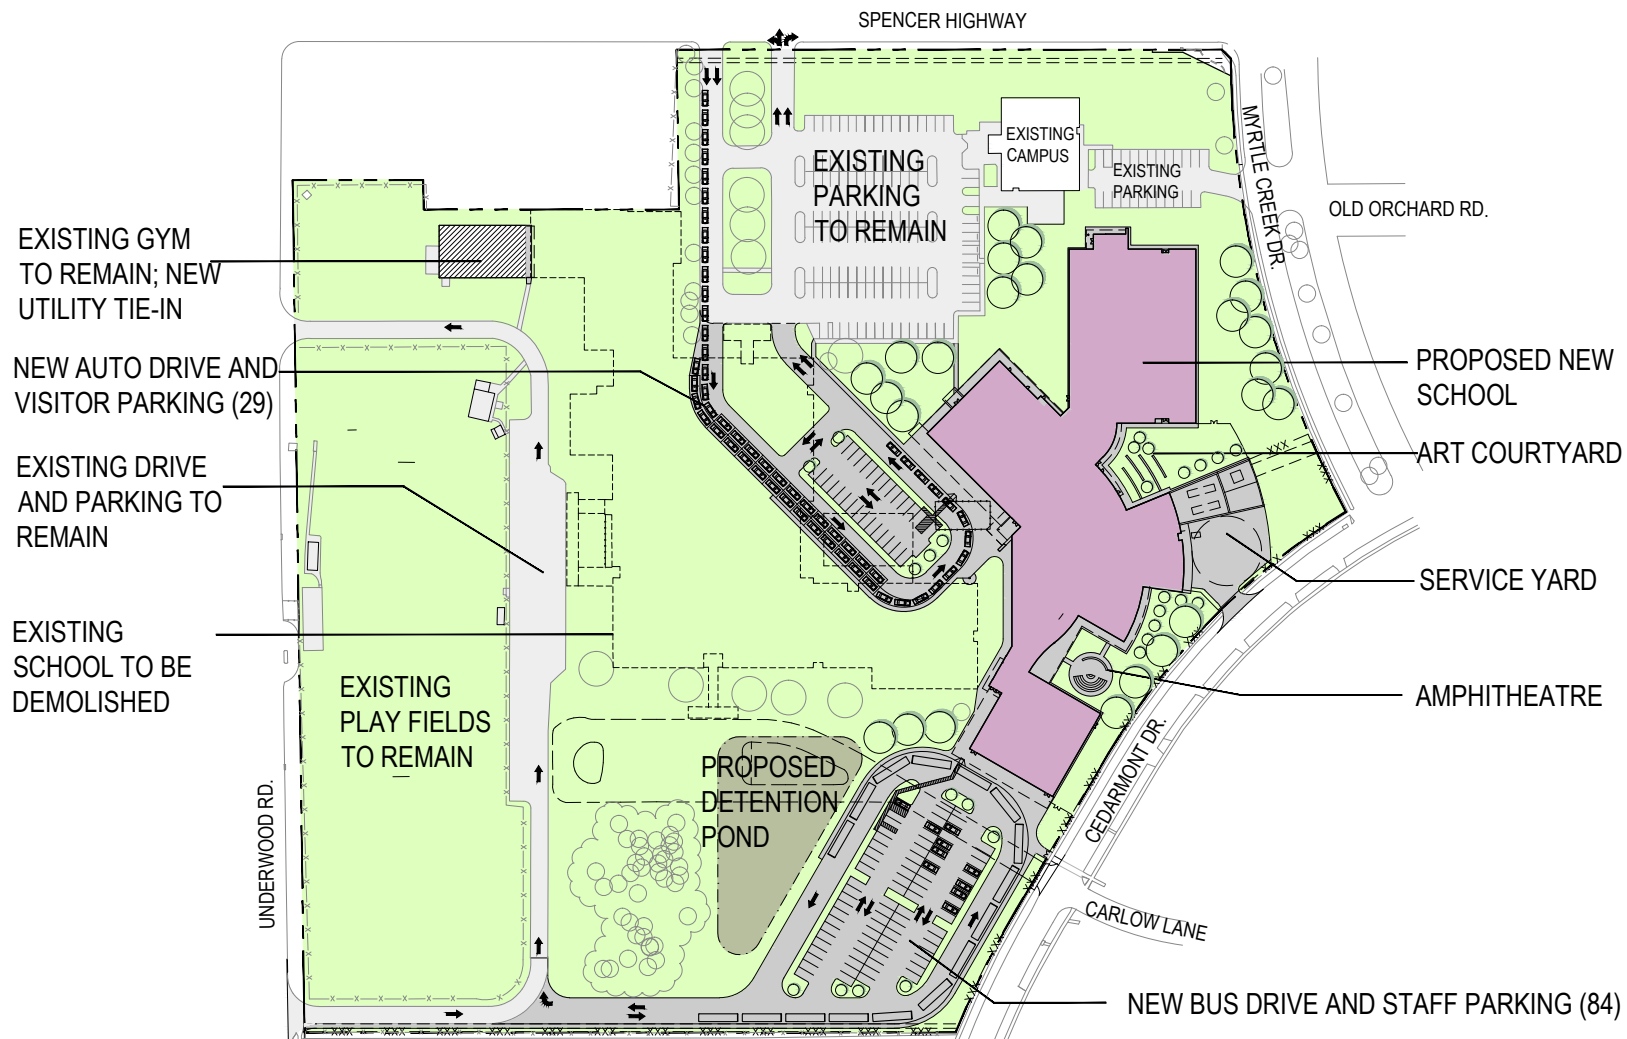 SPENCER HIGHWAY
MYRTLE CREEK DR.
OLD ORCHARD RD.
EXISTING
CAMPUS
EXISTING
PARKING
EXISTING
PARKING
TO REMAIN
EXISTING GYM
TO REMAIN; NEW
UTILITY TIE-IN
NEW AUTO DRIVE AND
VISITOR PARKING (29)
EXISTING DRIVE
AND PARKING TO
REMAIN
EXISTING
SCHOOL TO BE
DEMOLISHED
PROPOSED NEW
SCHOOL
ART COURTYARD
SERVICE YARD
AMPHITHEATRE
EXISTING
PLAY FIELDS
TO REMAIN
PROPOSED
DETENTION
POND
UNDERWOOD RD.
CEDARMONT DR.
CARLOW LANE
NEW BUS DRIVE AND STAFF PARKING (84)